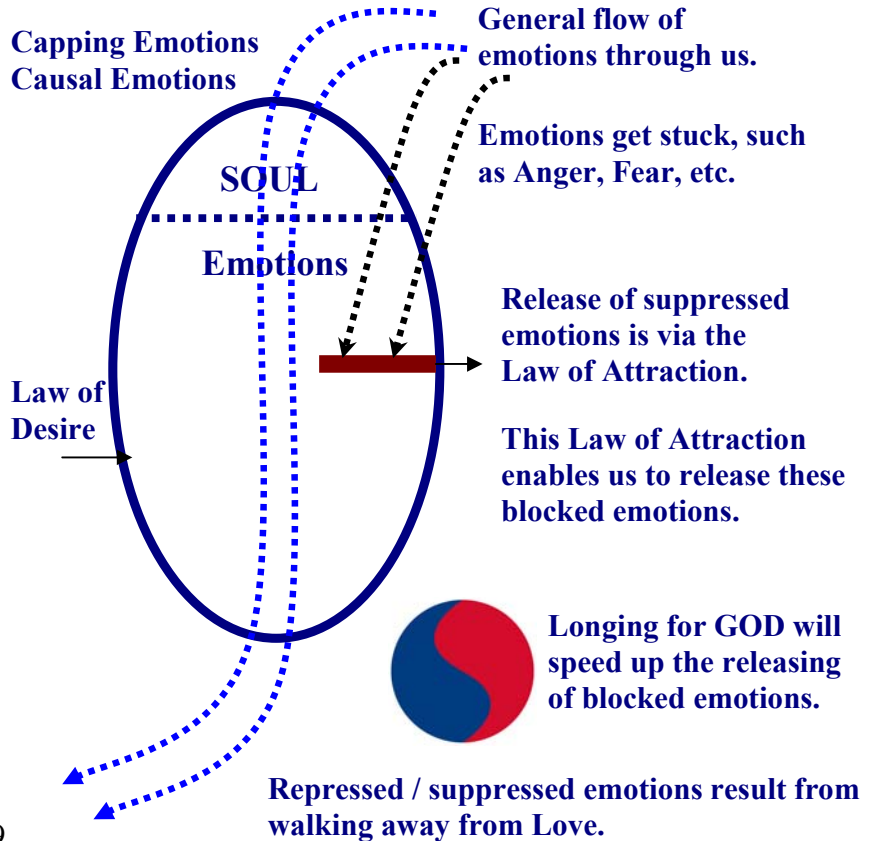 Capping Emotions
Causal Emotions
General flow of
emotions through us.
Emotions get stuck, such
as Anger, Fear, etc.
SOUL
Emotions
Release of suppressed
emotions is via the
Law of Attraction.
Law of
Desire
This Law of Attraction
enables us to release these
blocked emotions.
Longing for GOD will
speed up the releasing
of blocked emotions.
Repressed / suppressed emotions result from
walking away from Love.